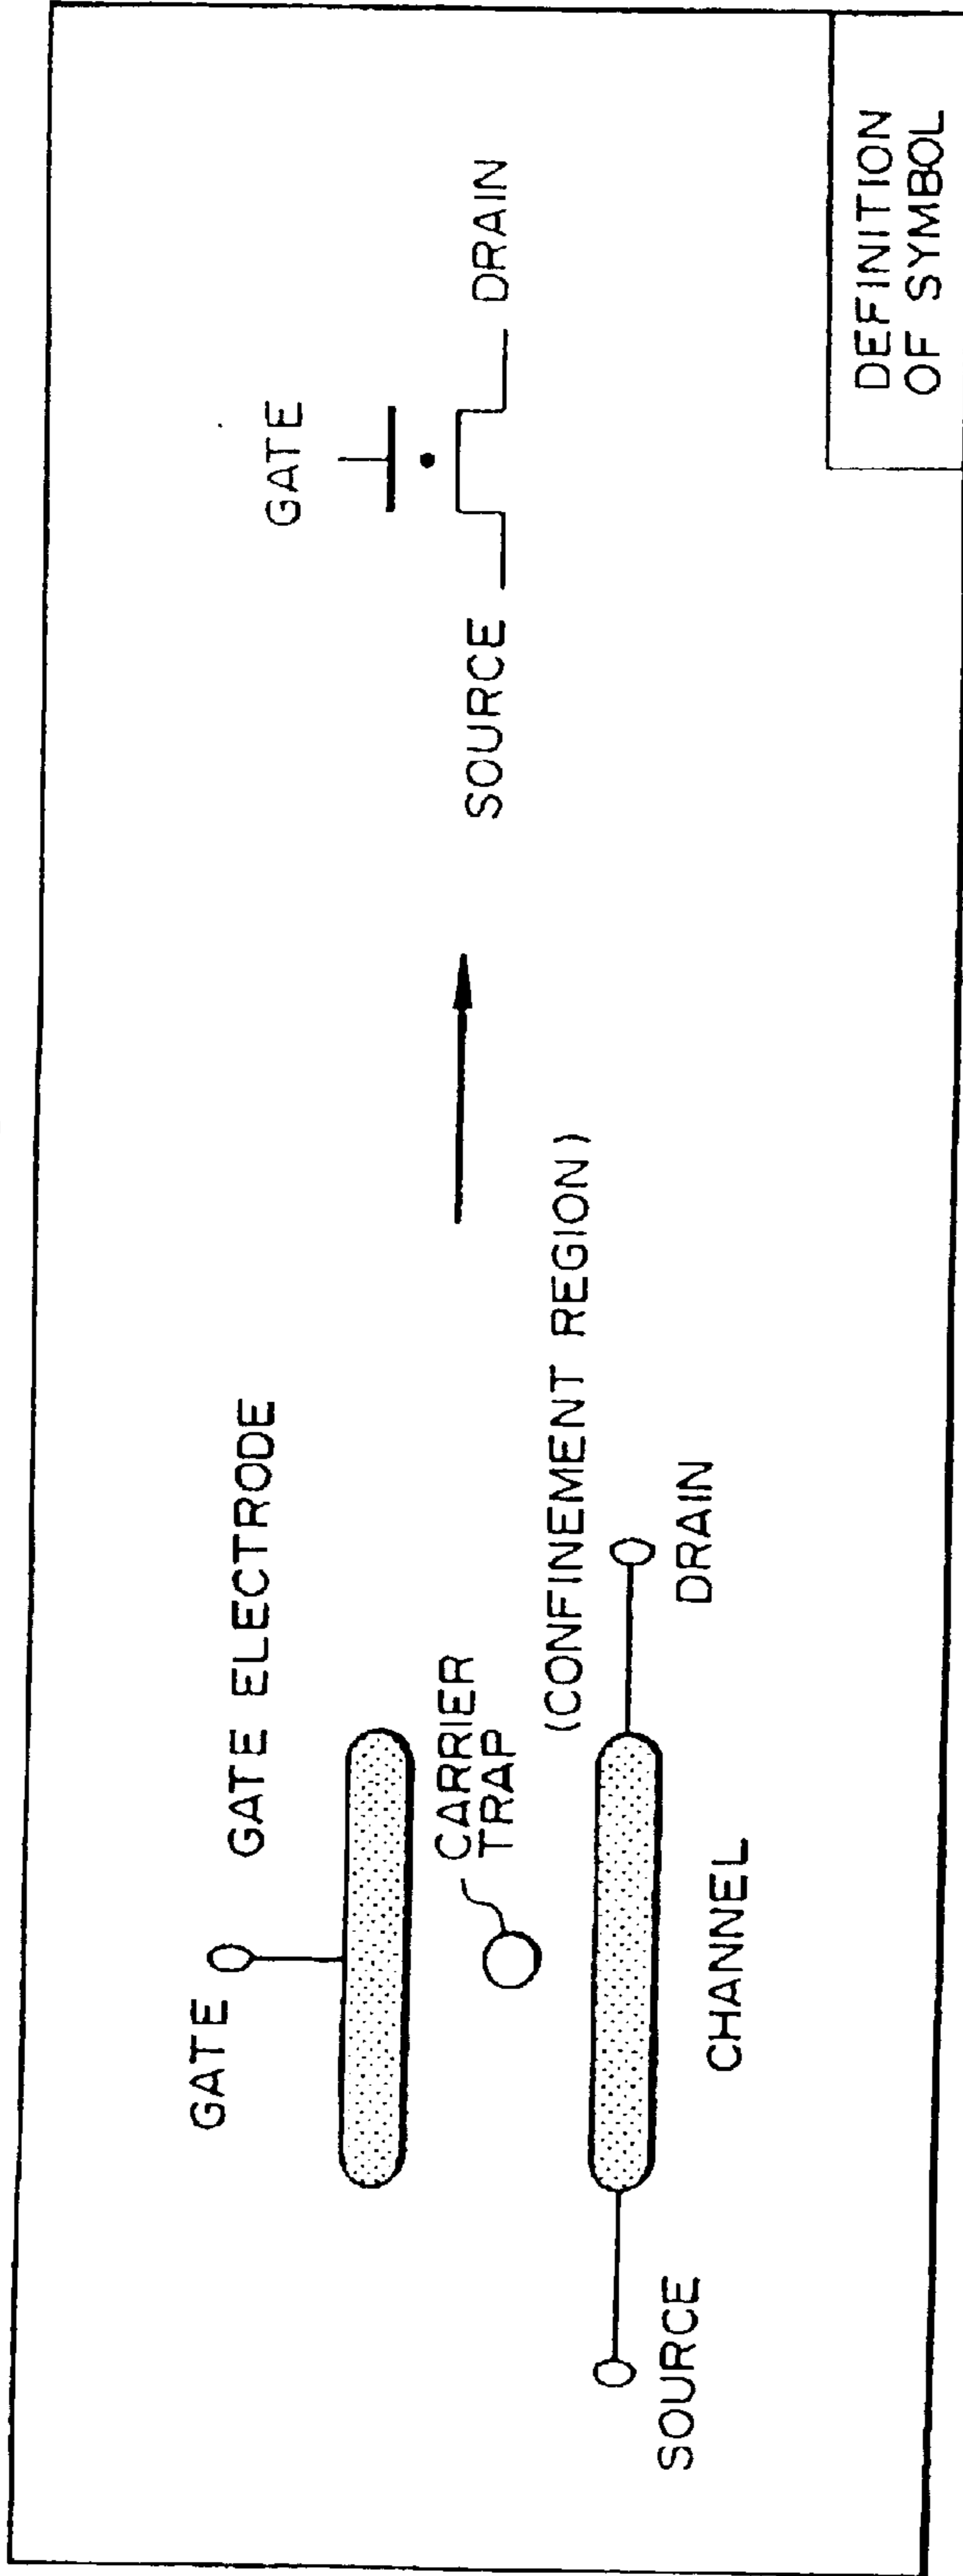 GATE
GATE ELECTRODE
CARRIER
TRAP
(CONFINEMENT REGION)
SOURCE
DRAIN
CHANNEL
GATE
SOURCE
DRAIN
DEFINITION
OF SYMBOL